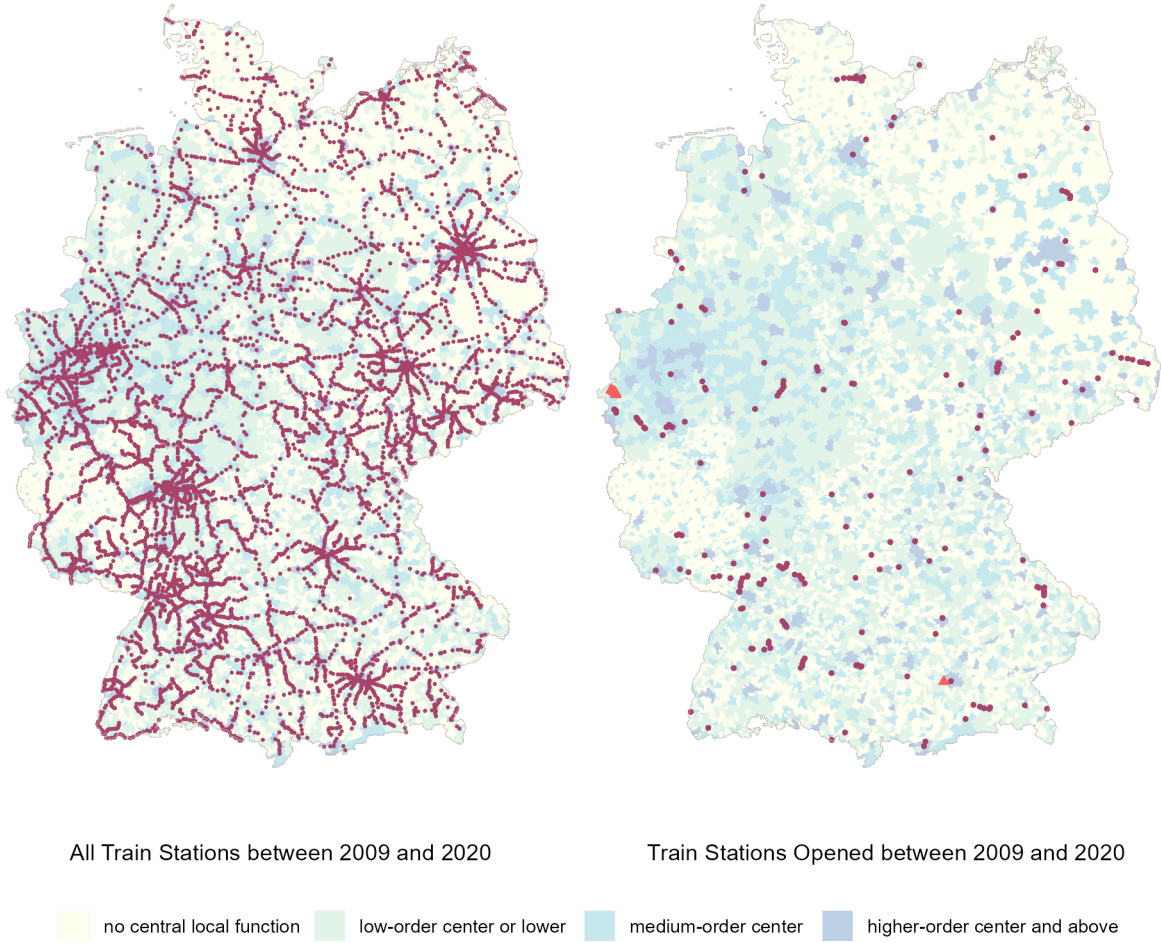 All Train Stations between 2009 and 2020
Train Stations Opened between 2009 and 2020
no central local function
low-order center or lower
medium-order center
higher-order center and above